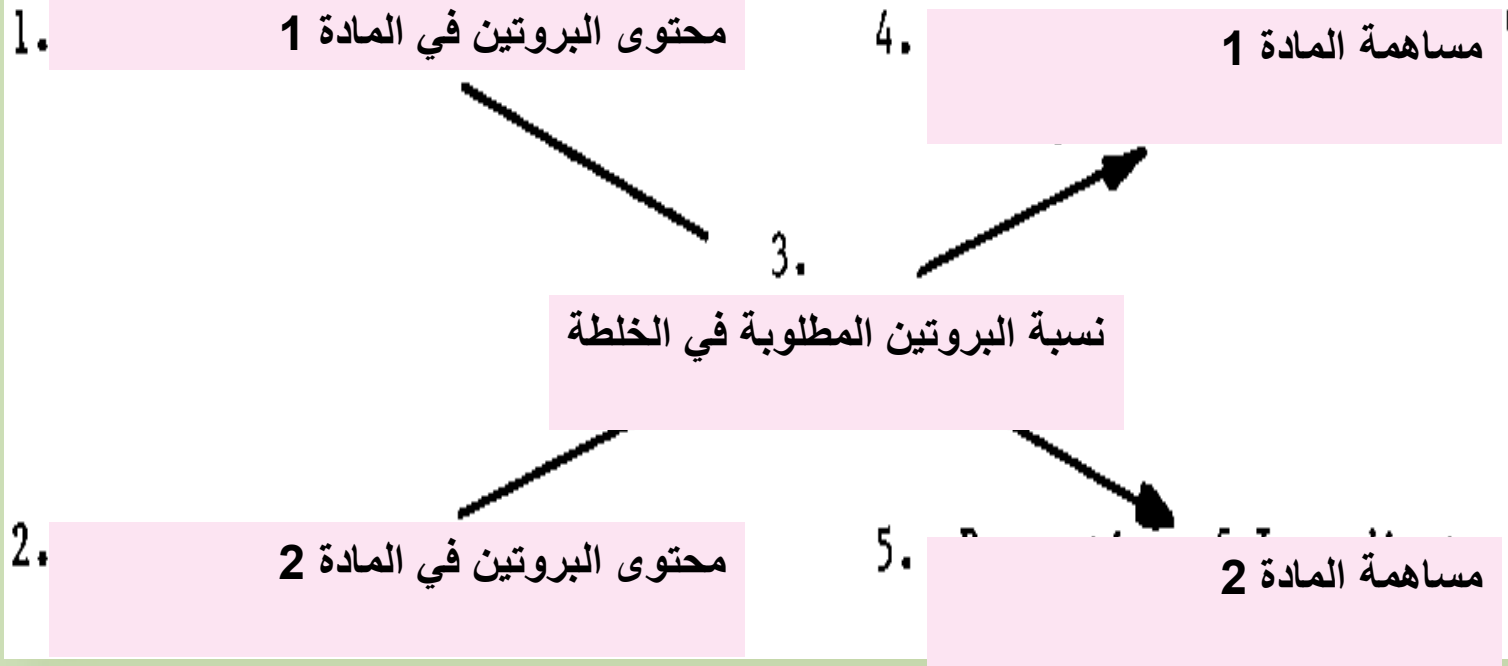 1. محتوى البروتين في المادة 1
4. مساهمة المادة 1
3.
نسبة البروتين المطلوبة في الخلطة
2. محتوى البروتين في المادة 2
5. مساهمة المادة 2